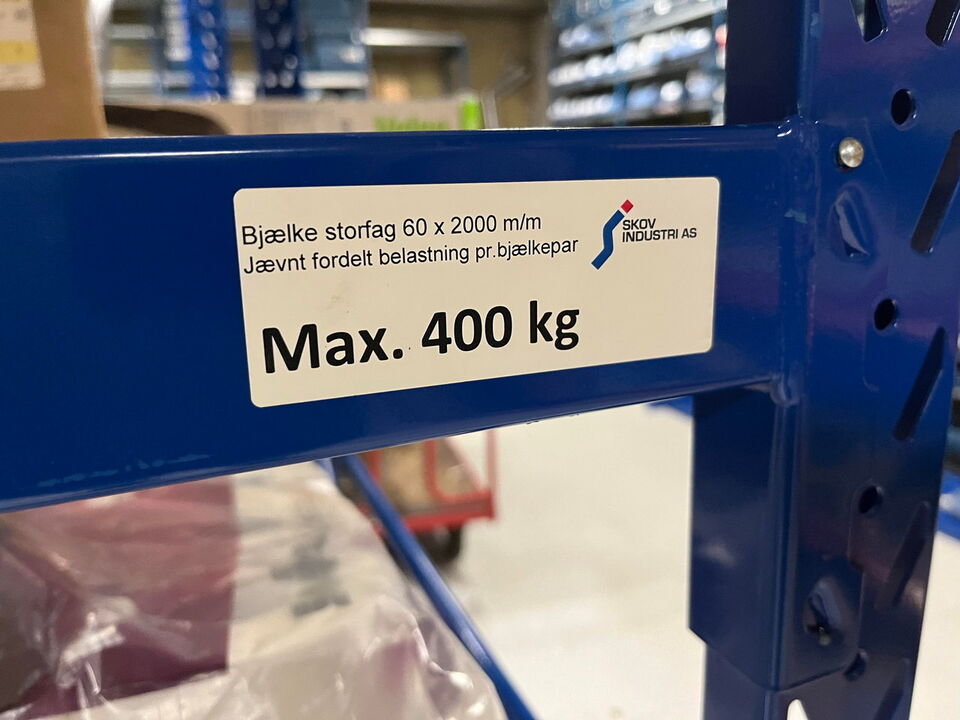 Bjælke storfag 60 x 2000 m/m
Jævnt fordelt belastning pr.bjælkepar
SKOV
INDUSTRI AS
Max. 400 kg